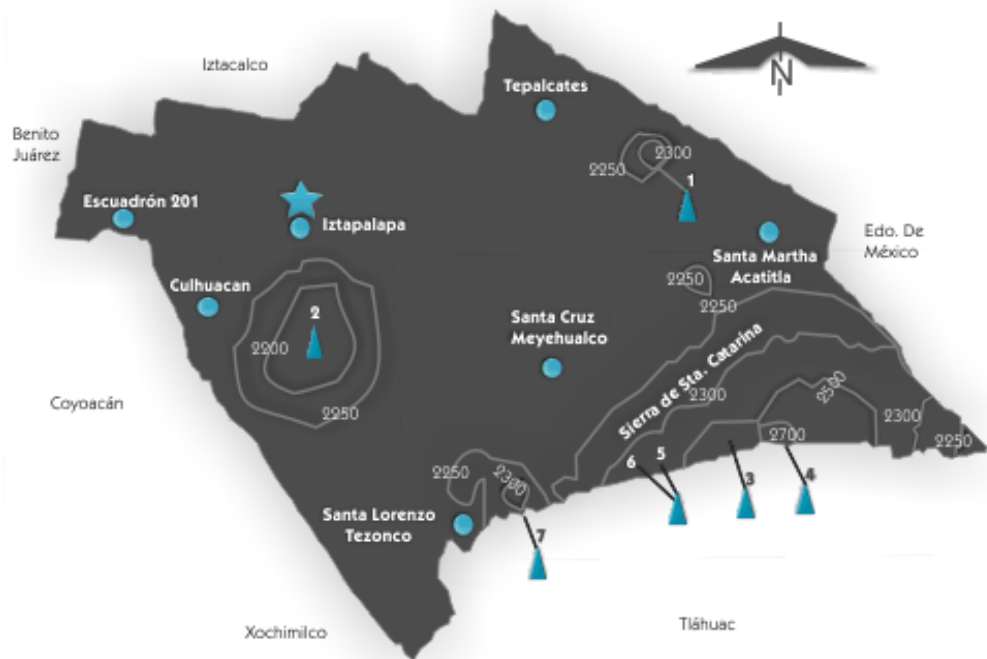 Iztacalco
N
Tepalcates
Benito
Juárez
2300
2250
1
Escuadrón 201
Iztapalapa
Edo. De
México
Santa Martha
Acatitla
Culhuacan
2250
2250
2
Santa Cruz
Meyehualco
2200
Sierra de Sta. Catarina
Coyoacán
2300
2500
2250
2300
2700
2250
6
5
2250
2300
3
4
Santa Lorenzo
Tezonco
7
Xochimilco
Tláhuac